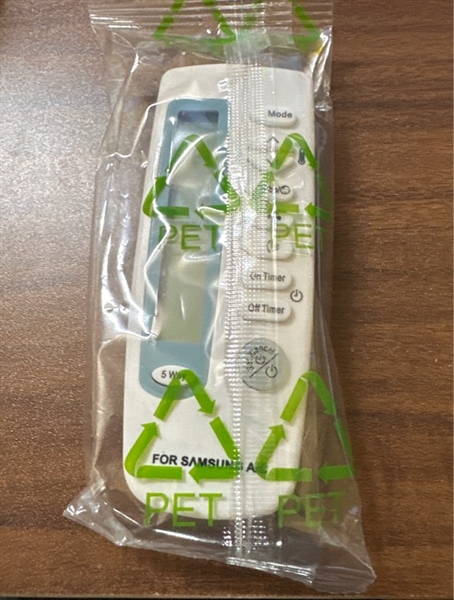 Mode
PET
PET
On Timer
Off Timer
5 Way
FOR SAMSUNG A/C
PET
PET